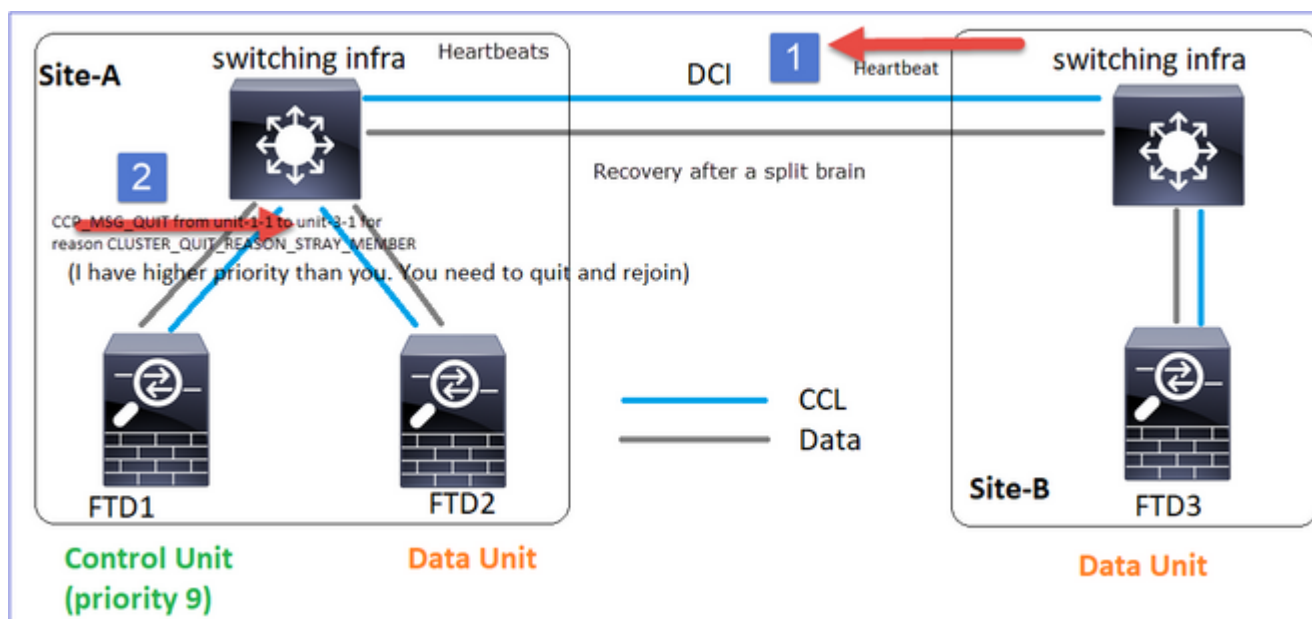 Site-A
switching infra
Heartbeats
DCI
1
Heartbeat
switching infra
2
Recovery after a split brain
CCP_MSG_QUIT from unit-1-1 to unit-3-1 for
reason CLUSTER_QUIT_REASON_STRAY_MEMBER
(I have higher priority than you. You need to quit and rejoin)
CCL
Data
FTD1
FTD2
Site-B
FTD3
Control Unit
(priority 9)
Data Unit
Data Unit